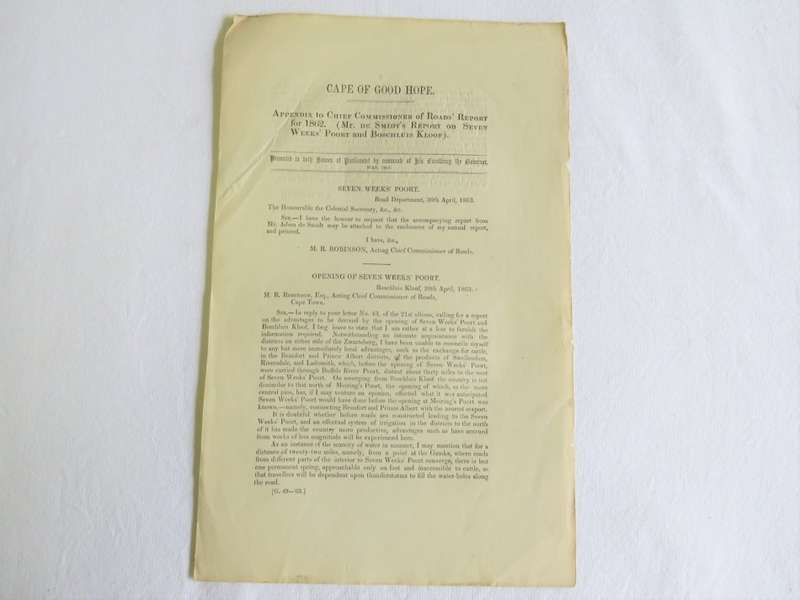 CAPE OF GOOD HOPE.
APPENDIX TO CHIEF COMMISSIONER OF ROADS' REPORT
for 1862. (MR. DE SMIDT'S REPORT ON SEVEN
WEEKS' POORT AND BOSCHLUIS KLOOF).
Presented to both Houses of Parliament by command of His Excellency the Governor,
SEVEN WEEKS' POORT.
Road Department, 30th April, 1863.
The Honourable the Colonial Secretary, &c., &c.
SIR,—I have the honour to request that the accompanying report from
Mr. Adam de Smidt may be attached to the enclosures of my annual report,
and printed.
I have, &c.,
M. R. ROBINSON, Acting Chief Commissioner of Roads.
OPENING OF SEVEN WEEKS' POORT.
Boschluis Kloof, 20th April, 1863.
M. R. ROBINSON, Esq., Acting Chief Commissioner of Roads,
Cape Town.
SIR,—In reply to your letter No. 43, of the 21st ultimo, calling for a report
on the advantages to be derived by the opening of Seven Weeks' Poort and
Boschluis Kloof, I beg leave to state that I am rather at a loss to furnish the
information required. Notwithstanding an intimate acquaintance with the
districts on either side of the Zwarteberg, I have been unable to reconcile myself
to any but more immediately local advantages, such as the exchange for cattle,
in the Beaufort and Prince Albert districts, of the products of Swellendam,
Riversdale, and Ladismith, which, before the opening of Seven Weeks' Poort,
were carried through Buffels River Poort, distant about thirty miles to the west
of Seven Weeks' Poort. On emerging from Boschluis Kloof the country is not
dissimilar to that north of Meiring's Poort, the opening of which, as the more
central pass, has, if I may venture an opinion, effected what it was anticipated
Seven Weeks' Poort would have done before the opening at Meiring's Poort was
known,—namely, connecting Beaufort and Prince Albert with the nearest seaport.
It is doubtful whether before roads are constructed leading to the Seven
Weeks' Poort, and an effectual system of irrigation in the districts to the north
of it has made the country more productive, advantages such as have accrued
from works of less magnitude will be experienced here.
As an instance of the scarcity of water in summer, I may mention that for a
distance of twenty-two miles, namely, from a point at the Gamka, where roads
from different parts of the interior to Seven Weeks' Poort converge, there is but
one permanent spring, approachable only on foot and inaccessible to cattle, so
that travellers will be dependent upon thunderstorms to fill the water-holes along
the road.
[G. 49—'63.]